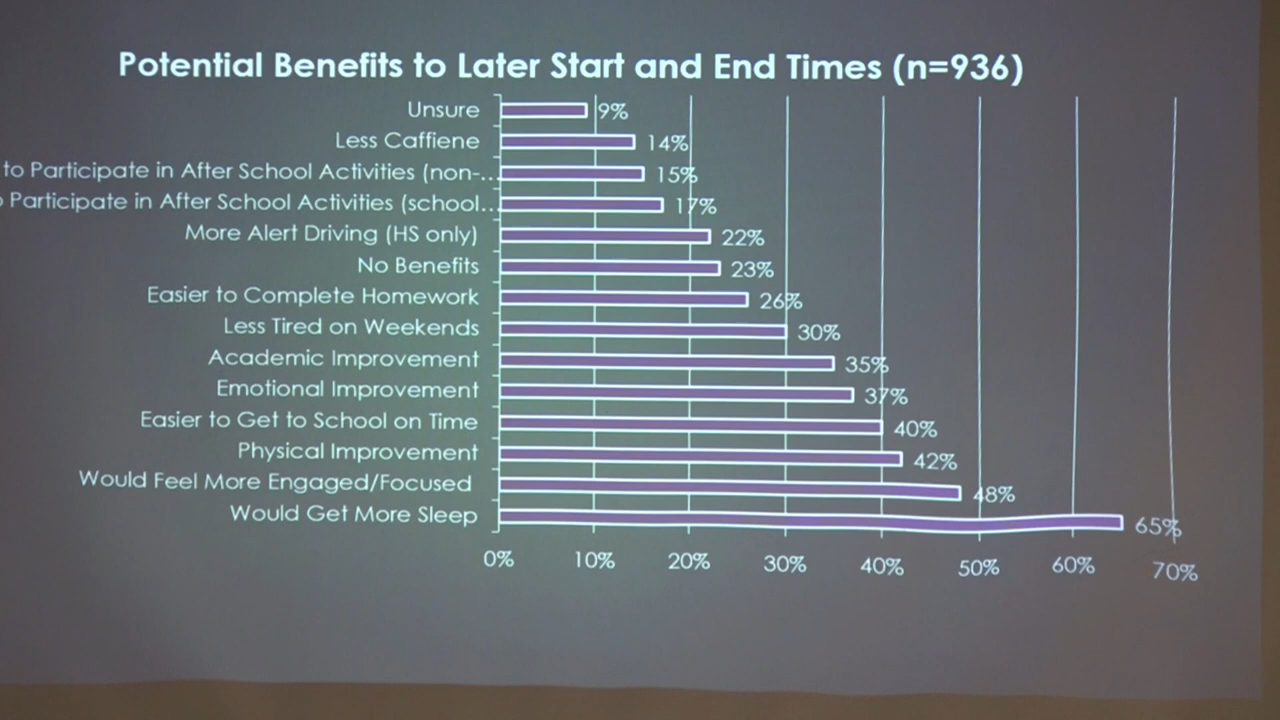 Potential Benefits to Later Start and End Times (n=936)
Unsure 9%
Less Caffiene 14%
to Participate in After School Activities (non-... 15%
Participate in After School Activities (school... 17%
More Alert Driving (HS only) 22%
No Benefits 23%
Easier to Complete Homework 26%
Less Tired on Weekends 30%
Academic Improvement 35%
Emotional Improvement 37%
Easier to Get to School on Time 40%
Physical Improvement 42%
Would Feel More Engaged/Focused 48%
Would Get More Sleep 65%
0% 10% 20% 30% 40% 50% 60% 70%